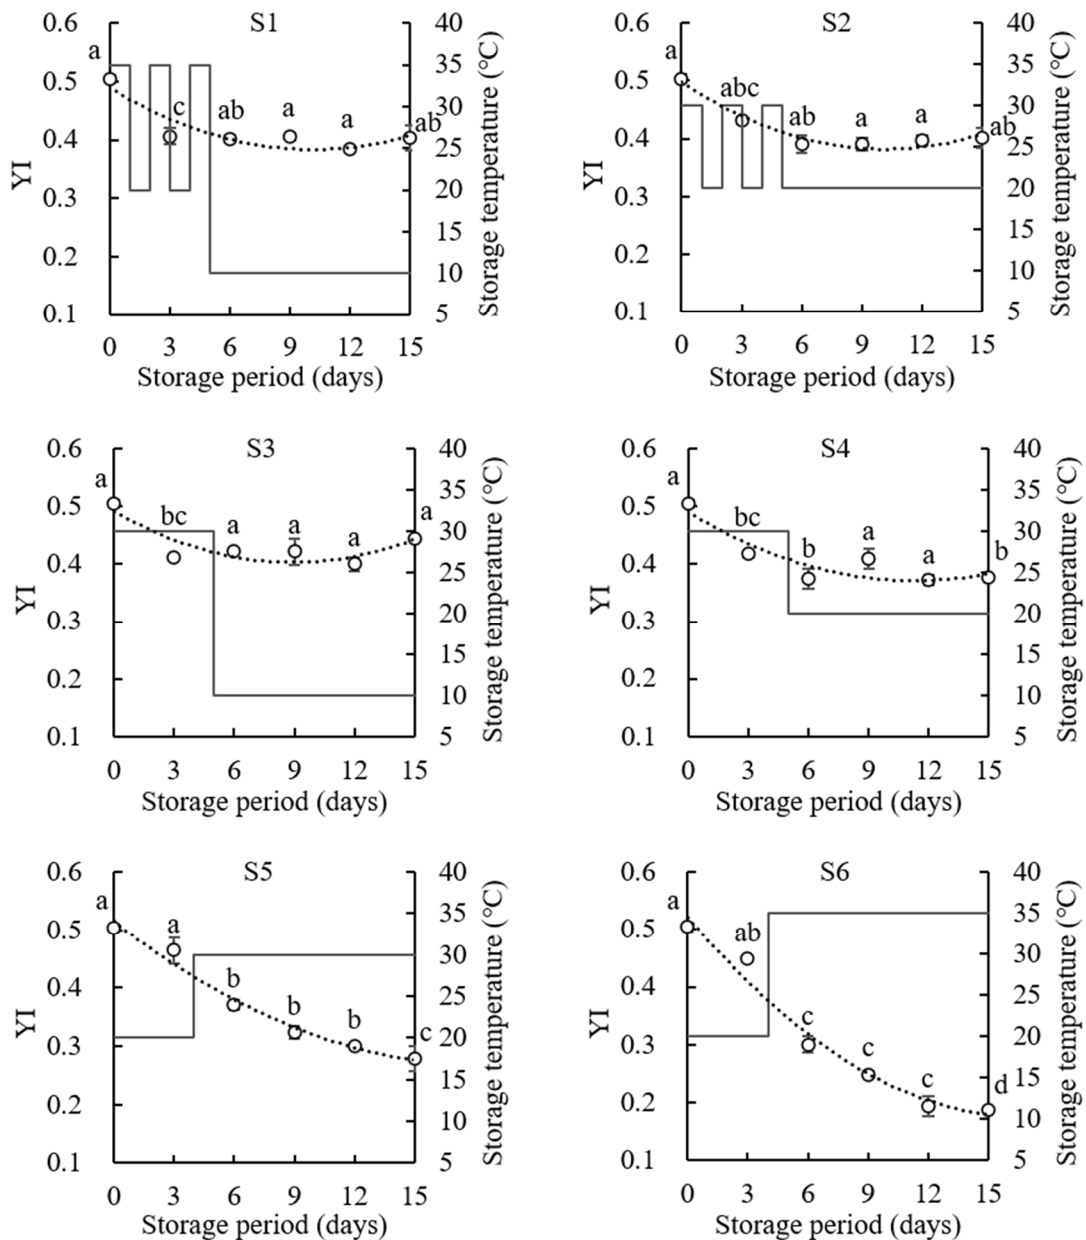 S1
0.6
0.5
0.4
0.3
0.2
0.1
YI
a
c
ab
a
a
ab
40
35
30
25
20
15
10
5
Storage temperature (°C)
0 3 6 9 12 15
Storage period (days)
S2
0.6
0.5
0.4
0.3
0.2
0.1
YI
a
abc
ab
a
a
ab
40
35
30
25
20
15
10
5
Storage temperature (°C)
0 3 6 9 12 15
Storage period (days)
S3
0.6
0.5
0.4
0.3
0.2
0.1
YI
a
bc
a
a
a
a
40
35
30
25
20
15
10
5
Storage temperature (°C)
0 3 6 9 12 15
Storage period (days)
S4
0.6
0.5
0.4
0.3
0.2
0.1
YI
a
bc
b
a
a
b
40
35
30
25
20
15
10
5
Storage temperature (°C)
0 3 6 9 12 15
Storage period (days)
S5
0.6
0.5
0.4
0.3
0.2
0.1
YI
a
a
b
b
b
c
40
35
30
25
20
15
10
5
Storage temperature (°C)
0 3 6 9 12 15
Storage period (days)
S6
0.6
0.5
0.4
0.3
0.2
0.1
YI
a
ab
c
c
c
d
40
35
30
25
20
15
10
5
Storage temperature (°C)
0 3 6 9 12 15
Storage period (days)